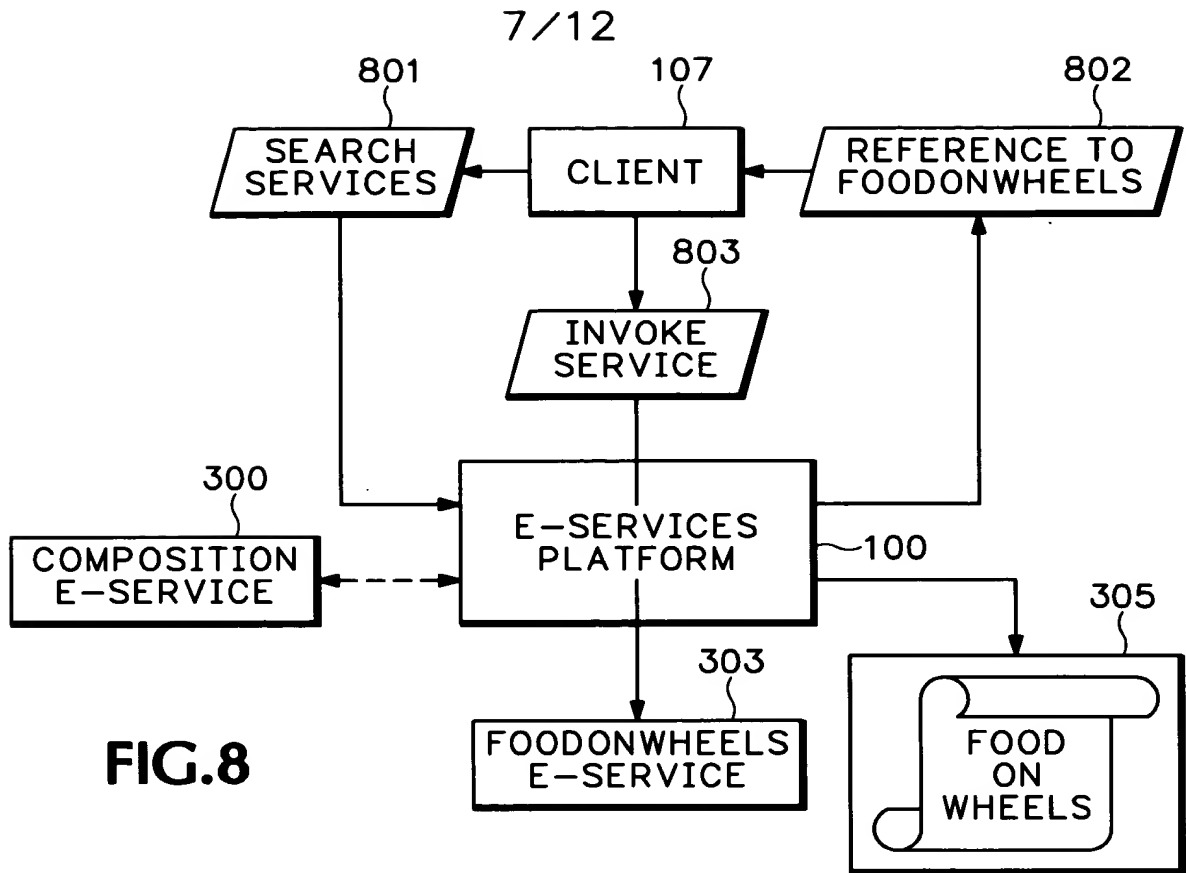 7/12
801
107
802
SEARCH
SERVICES
CLIENT
REFERENCE TO
FOODONWHEELS
803
INVOKE
SERVICE
300
COMPOSITION
E-SERVICE
E-SERVICES
PLATFORM
100
305
303
FOODONWHEELS
E-SERVICE
FOOD
ON
WHEELS
FIG.8